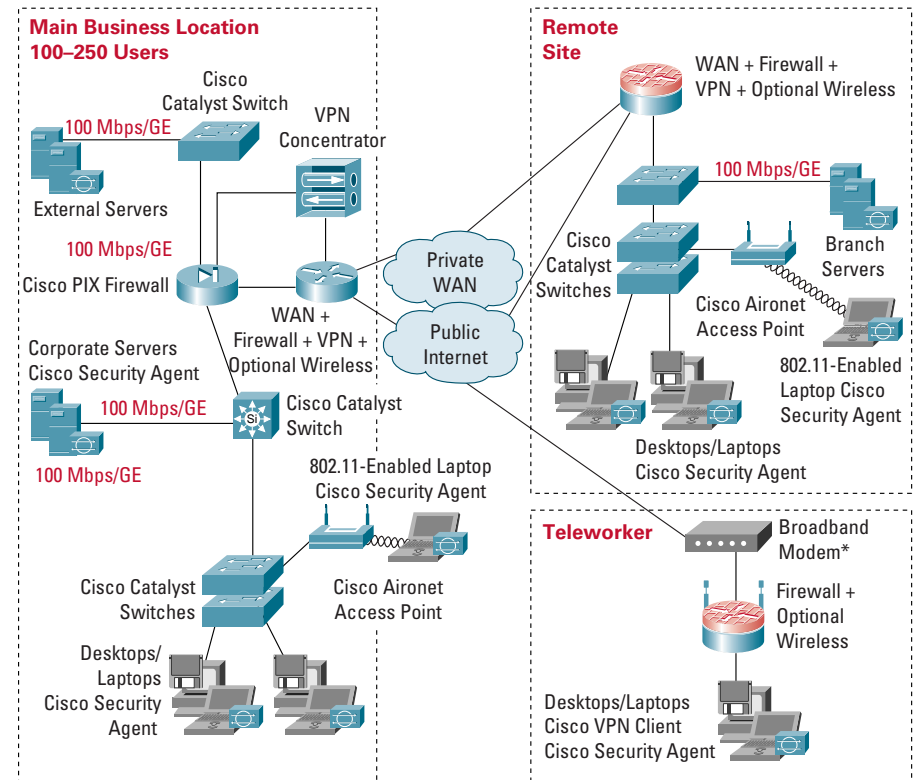 Main Business Location
100–250 Users
Cisco
Catalyst Switch
VPN
Concentrator
100 Mbps/GE
External Servers
100 Mbps/GE
Cisco PIX Firewall
WAN +
Firewall + VPN +
Optional Wireless
Corporate Servers
Cisco Security Agent
100 Mbps/GE
100 Mbps/GE
Si
Cisco Catalyst
Switch
802.11-Enabled Laptop
Cisco Security Agent
Cisco Catalyst
Switches
Cisco Aironet
Access Point
Desktops/
Laptops
Cisco Security
Agent
Private
WAN
Public
Internet
Remote
Site
WAN + Firewall +
VPN + Optional Wireless
100 Mbps/GE
Cisco
Catalyst
Switches
Branch
Servers
Cisco Aironet
Access Point
802.11-Enabled
Laptop Cisco
Security Agent
Desktops/Laptops
Cisco Security Agent
Teleworker
Broadband
Modem*
Firewall +
Optional
Wireless
Desktops/Laptops
Cisco VPN Client
Cisco Security Agent